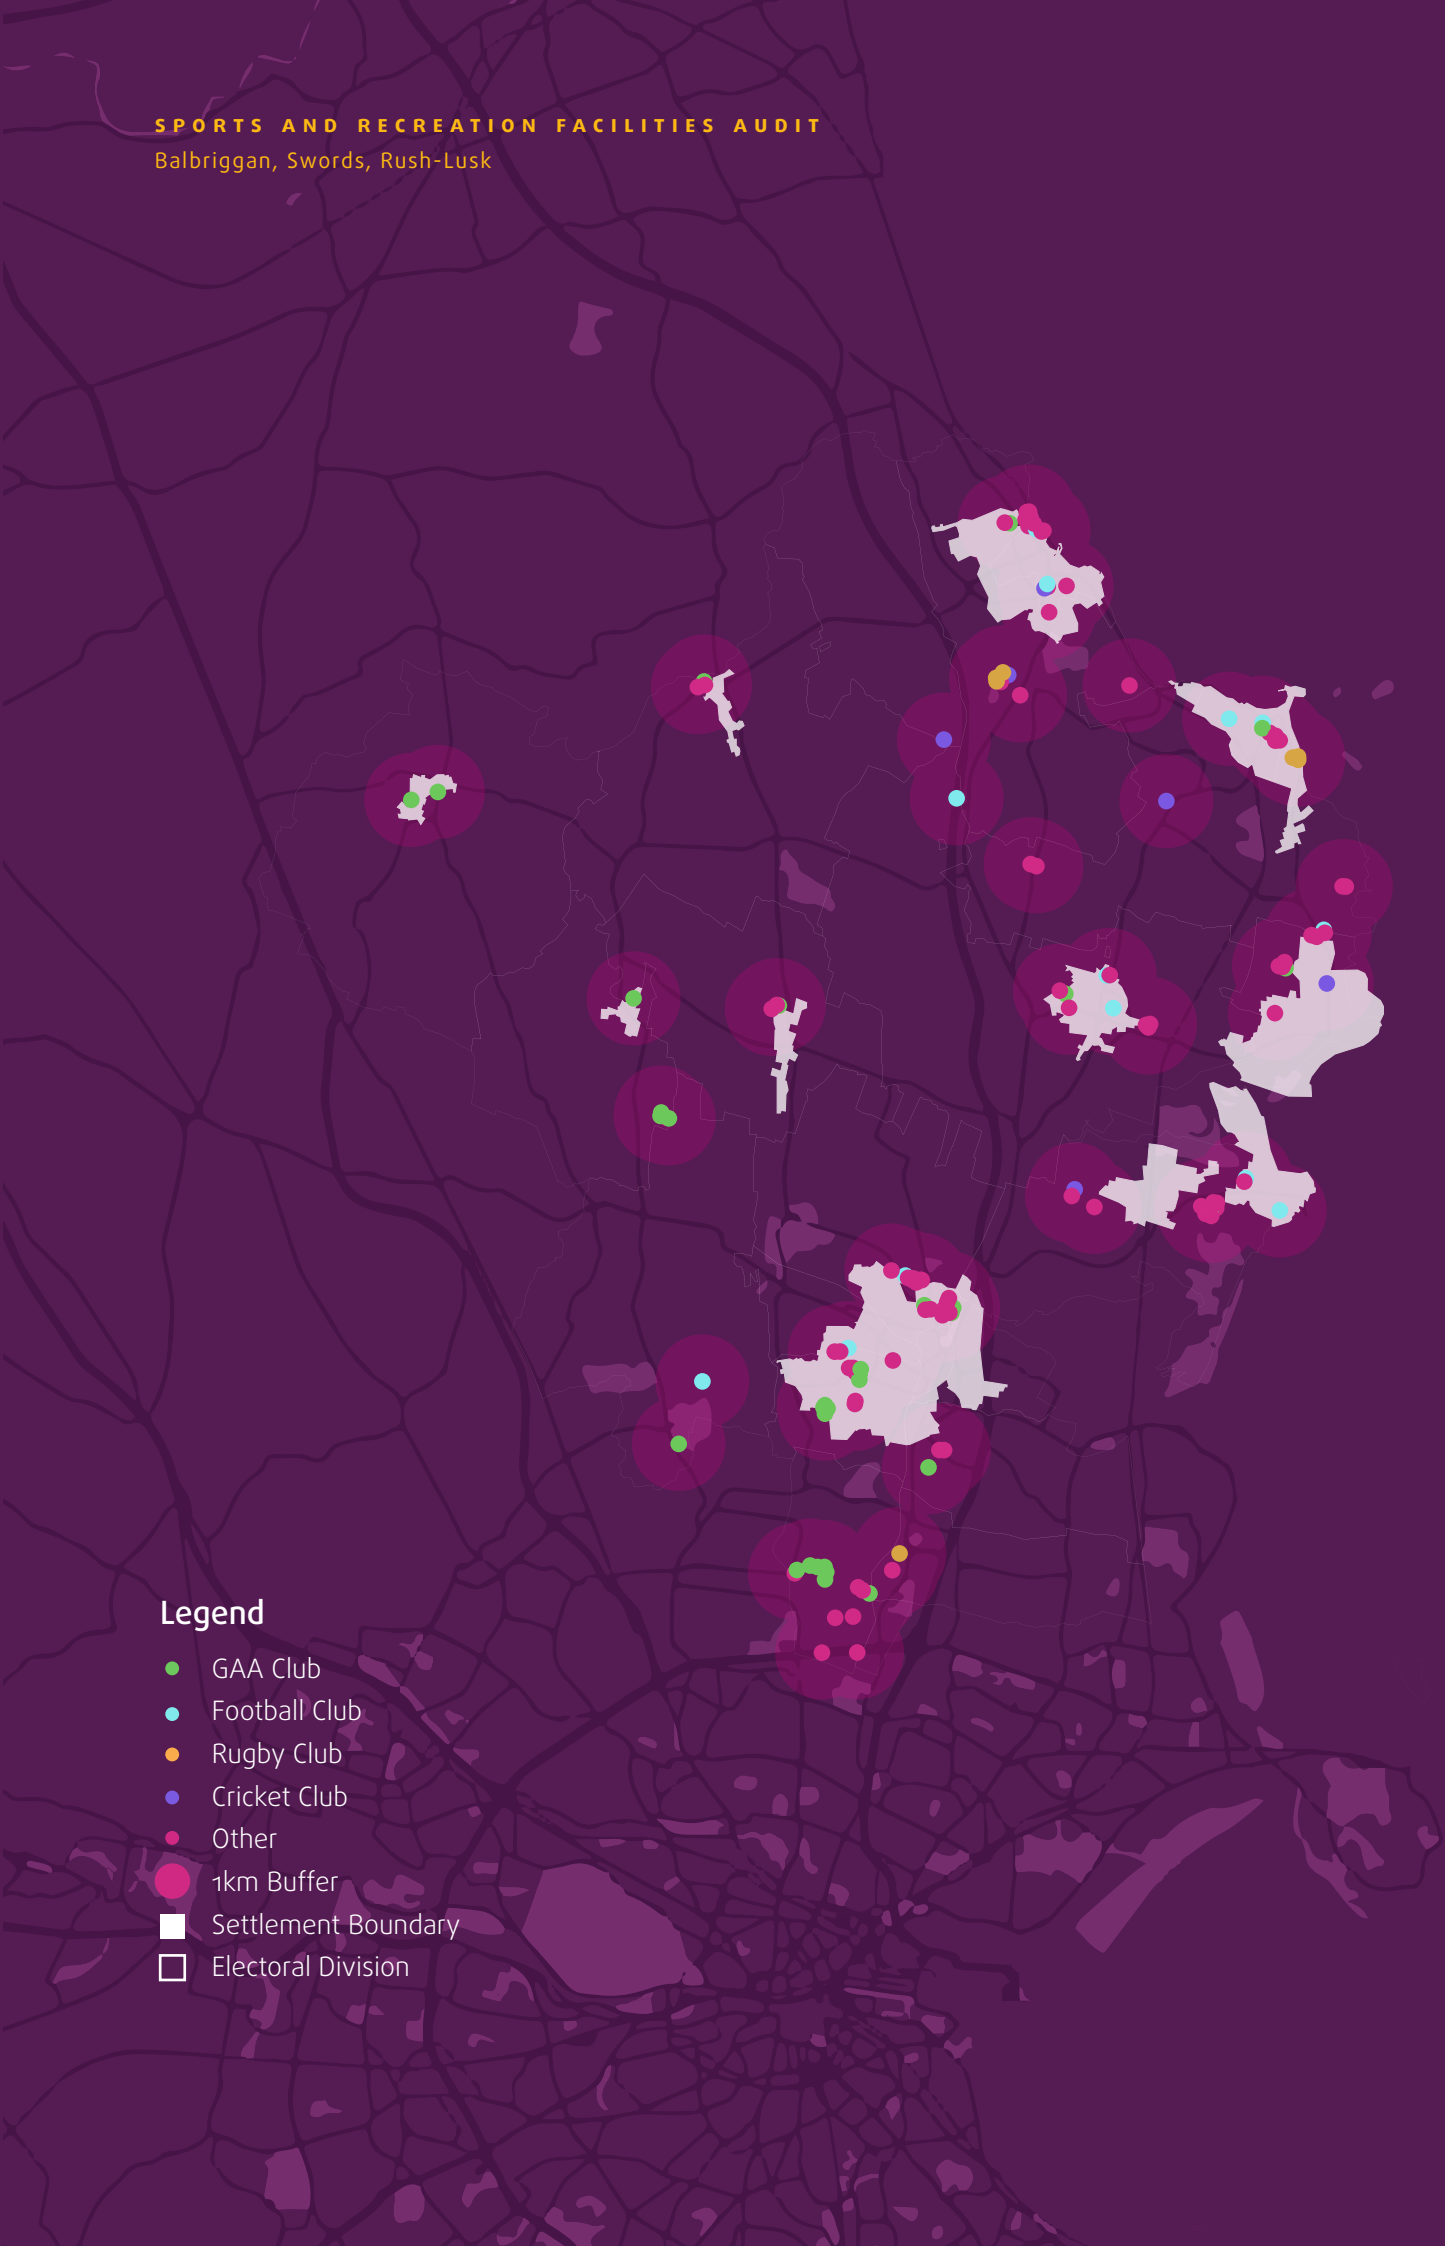 SPORTS AND RECREATION FACILITIES AUDIT
Balbriggan, Swords, Rush-Lusk
Legend
GAA Club
Football Club
Rugby Club
Cricket Club
Other
1km Buffer
Settlement Boundary
Electoral Division